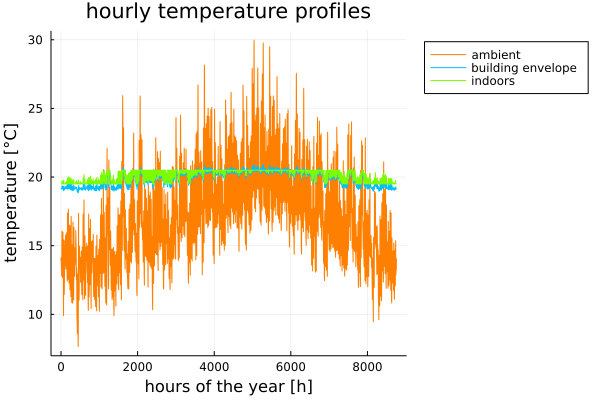 hourly temperature profiles
temperature [°C]
30
25
20
15
10
0 2000 4000 6000 8000
hours of the year [h]
ambient
building envelope
indoors